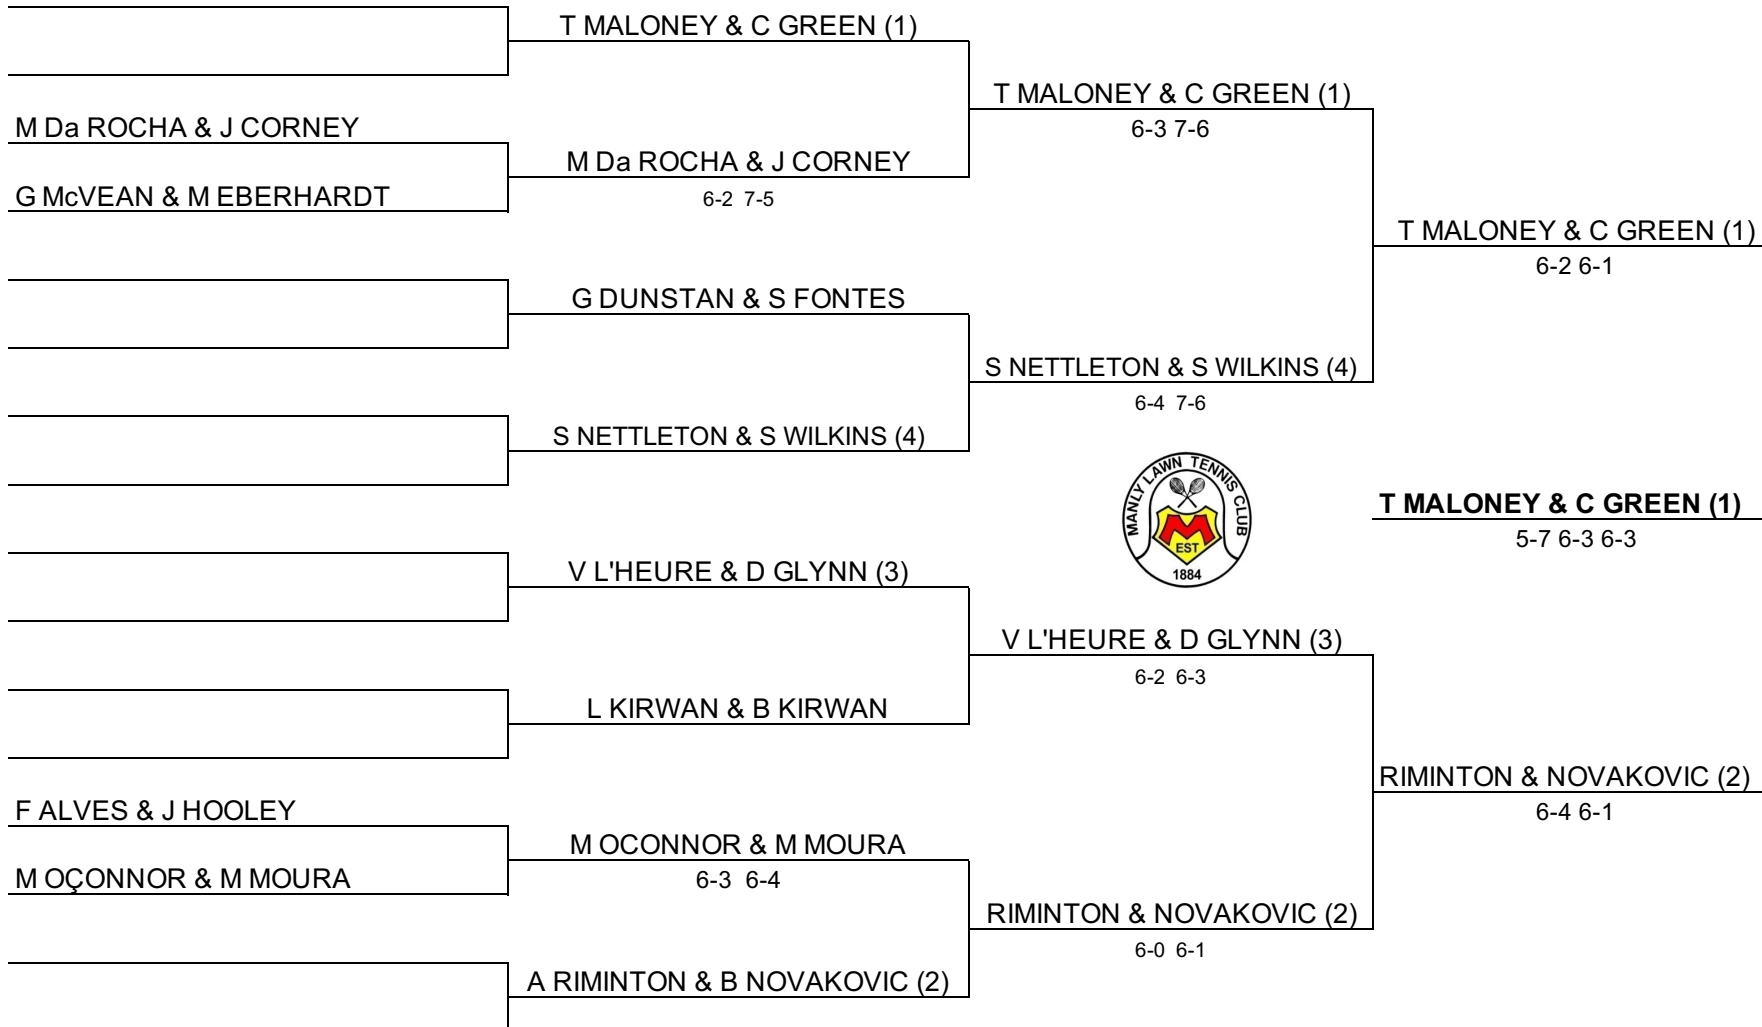 T MALONEY & C GREEN (1)
T MALONEY & C GREEN (1)
M Da ROCHA & J CORNEY
6-3 7-6
M Da ROCHA & J CORNEY
G McVEAN & M EBERHARDT
6-2 7-5
T MALONEY & C GREEN (1)
6-2 6-1
G DUNSTAN & S FONTES
S NETTLETON & S WILKINS (4)
6-4 7-6
S NETTLETON & S WILKINS (4)
MANLY LAWN TENNIS CLUB
M
EST
1884
T MALONEY & C GREEN (1)
5-7 6-3 6-3
V L'HEURE & D GLYNN (3)
V L'HEURE & D GLYNN (3)
6-2 6-3
L KIRWAN & B KIRWAN
RIMINTON & NOVAKOVIC (2)
6-4 6-1
F ALVES & J HOOLEY
M OCONNOR & M MOURA
M OÇONNOR & M MOURA
6-3 6-4
RIMINTON & NOVAKOVIC (2)
6-0 6-1
A RIMINTON & B NOVAKOVIC (2)